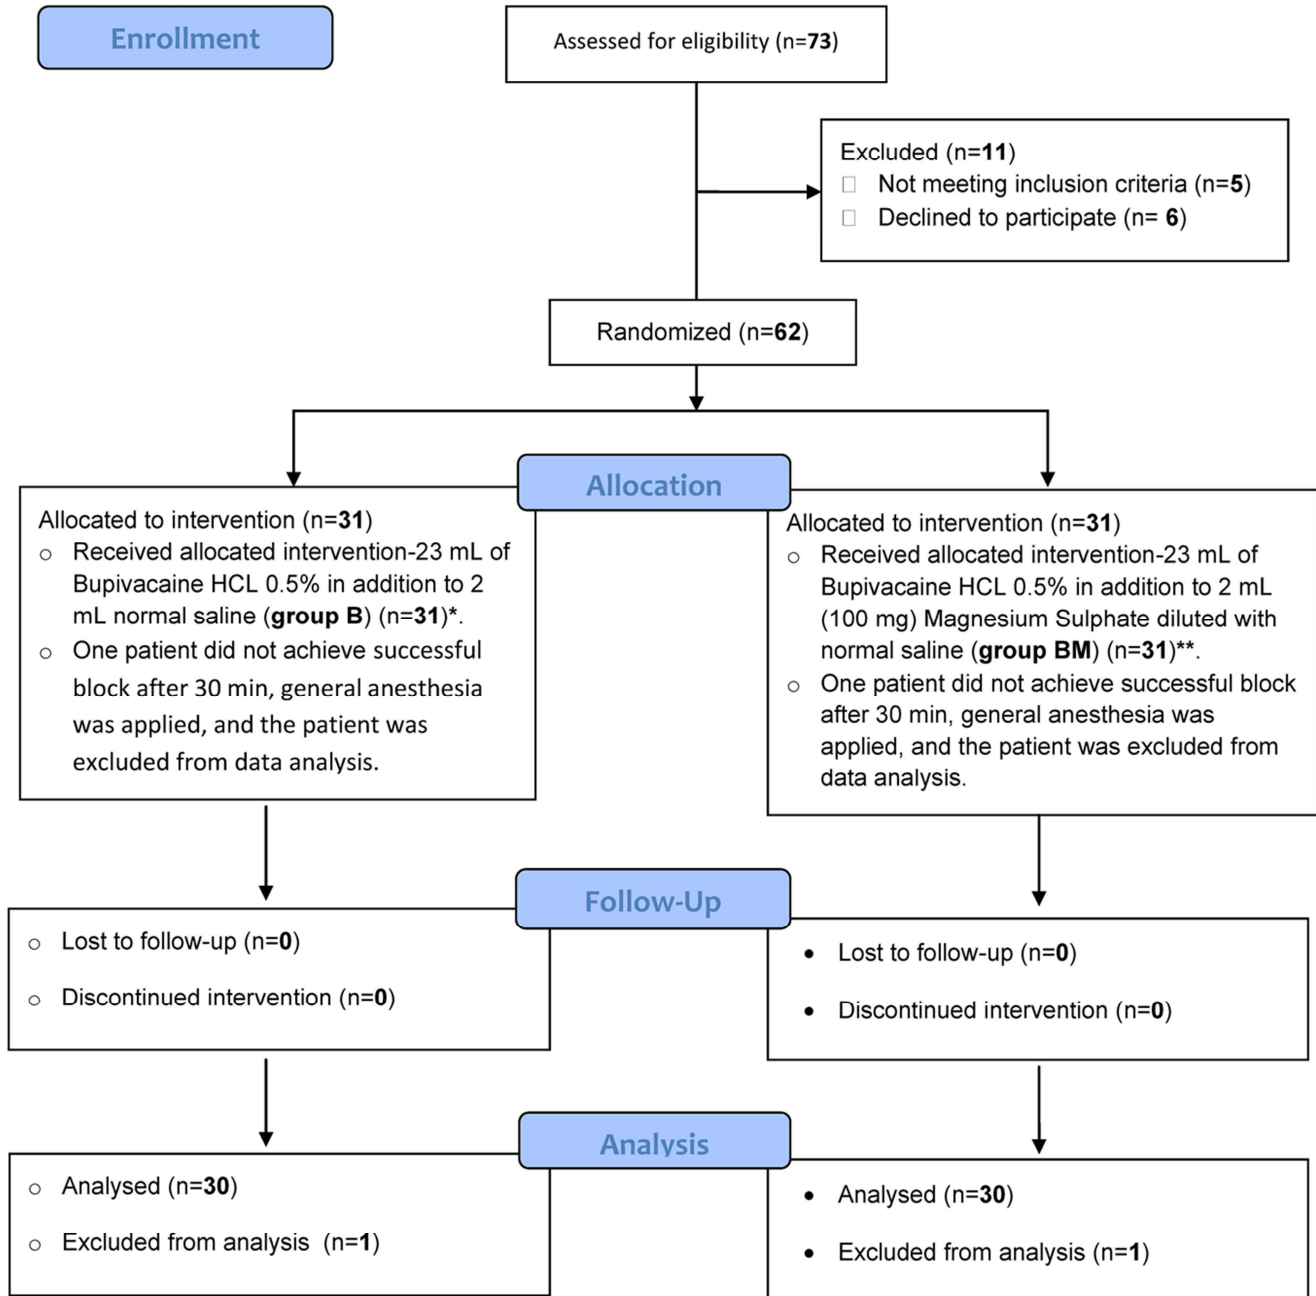 Enrollment
Assessed for eligibility (n=73)
Excluded (n=11)
□ Not meeting inclusion criteria (n=5)
□ Declined to participate (n= 6)
Randomized (n=62)
Allocation
Allocated to intervention (n=31)
○ Received allocated intervention-23 mL of
Bupivacaine HCL 0.5% in addition to 2
mL normal saline (group B) (n=31)*.
○ One patient did not achieve successful
block after 30 min, general anesthesia
was applied, and the patient was
excluded from data analysis.
Allocated to intervention (n=31)
○ Received allocated intervention-23 mL of
Bupivacaine HCL 0.5% in addition to 2 mL
(100 mg) Magnesium Sulphate diluted with
normal saline (group BM) (n=31)**.
○ One patient did not achieve successful block
after 30 min, general anesthesia was
applied, and the patient was excluded from
data analysis.
Follow-Up
○ Lost to follow-up (n=0)
○ Discontinued intervention (n=0)
• Lost to follow-up (n=0)
• Discontinued intervention (n=0)
Analysis
○ Analysed (n=30)
○ Excluded from analysis (n=1)
• Analysed (n=30)
• Excluded from analysis (n=1)